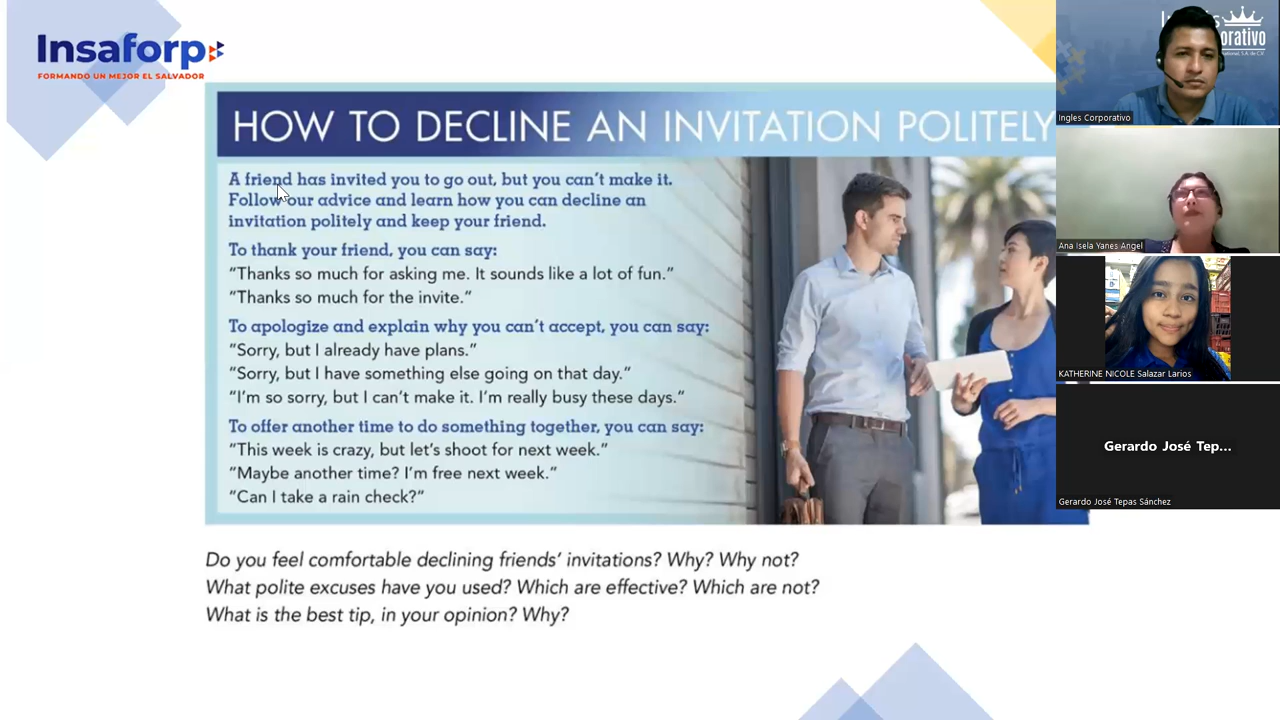 Insaforp
FORMANDO UN MEJOR EL SALVADOR
HOW TO DECLINE AN INVITATION POLITELY
A friend has invited you to go out, but you can't make it.
Follow our advice and learn how you can decline an
invitation politely and keep your friend.
To thank your friend, you can say:
“Thanks so much for asking me. It sounds like a lot of fun.”
“Thanks so much for the invite.”
To apologize and explain why you can't accept, you can say:
“Sorry, but I already have plans.”
“Sorry, but I have something else going on that day.”
“I'm so sorry, but I can't make it. I'm really busy these days.”
To offer another time to do something together, you can say:
“This week is crazy, but let's shoot for next week.”
“Maybe another time? I'm free next week.”
“Can I take a rain check?”
Do you feel comfortable declining friends' invitations? Why? Why not?
What polite excuses have you used? Which are effective? Which are not?
What is the best tip, in your opinion? Why?
Ingles Corporativo
Ana Isela Yanes Angel
KATHERINE NICOLE Salazar Larios
Gerardo José Tep...
Gerardo José Tepas Sánchez